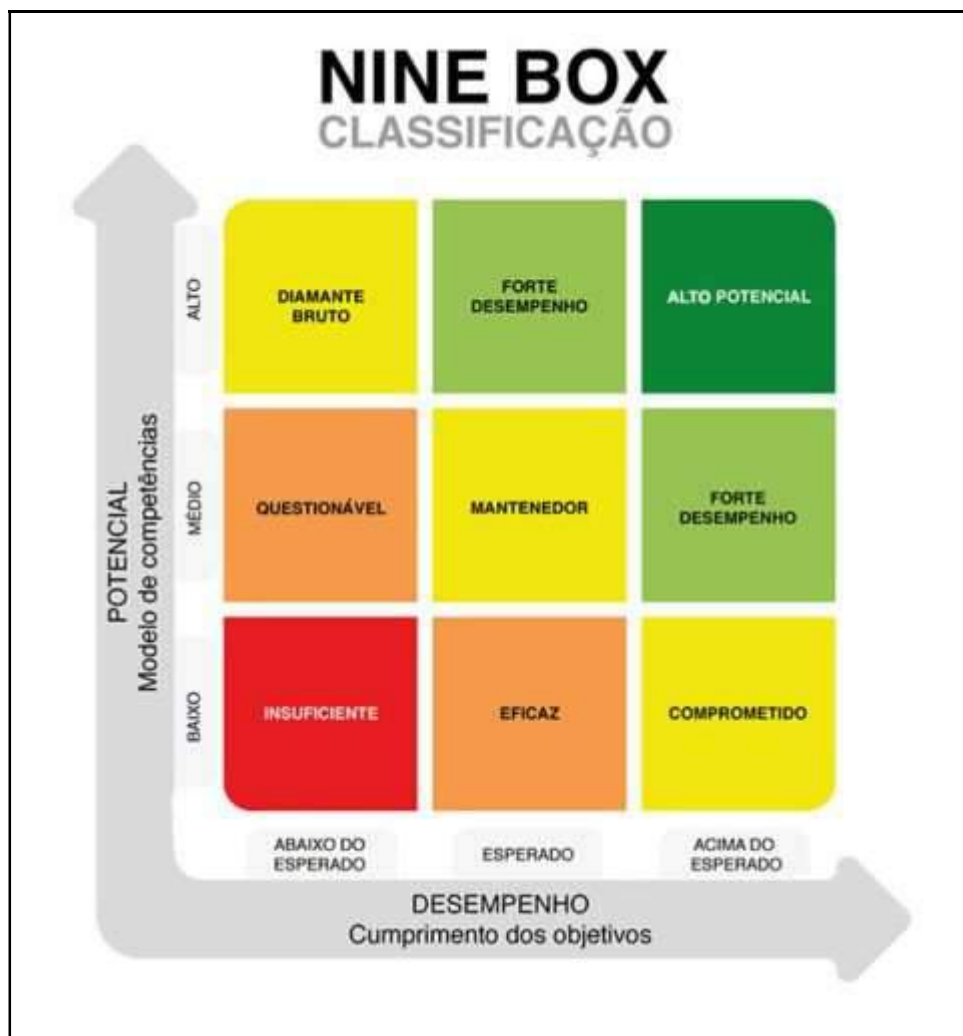 NINE BOX
CLASSIFICAÇÃO
POTENCIAL
Modelo de competências
ALTO
DIAMANTE
BRUTO
FORTE
DESEMPENHO
ALTO POTENCIAL
MÉDIO
QUESTIONÁVEL
MANTENEDOR
FORTE
DESEMPENHO
BAIXO
INSUFICIENTE
EFICAZ
COMPROMETIDO
ABAIXO DO
ESPERADO
ESPERADO
ACIMA DO
ESPERADO
DESEMPENHO
Cumprimento dos objetivos